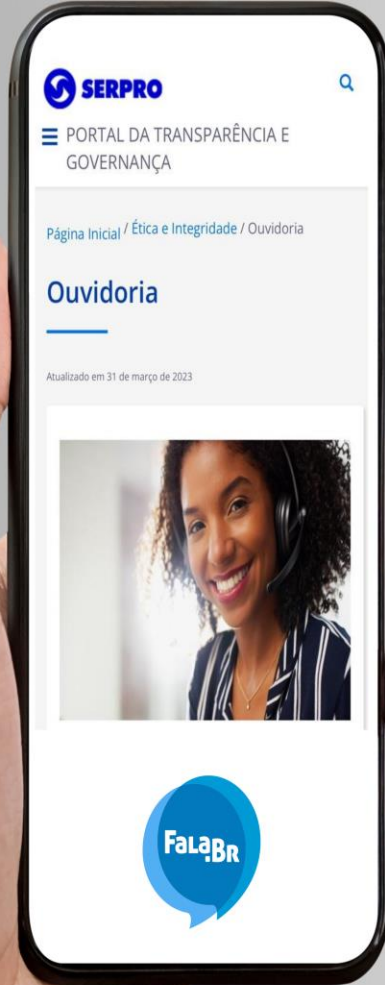 SERPRO
PORTAL DA TRANSPARÊNCIA E
GOVERNANÇA
Página Inicial / Ética e Integridade / Ouvidoria
Ouvidoria
Atualizado em 31 de março de 2023
Fala.BR